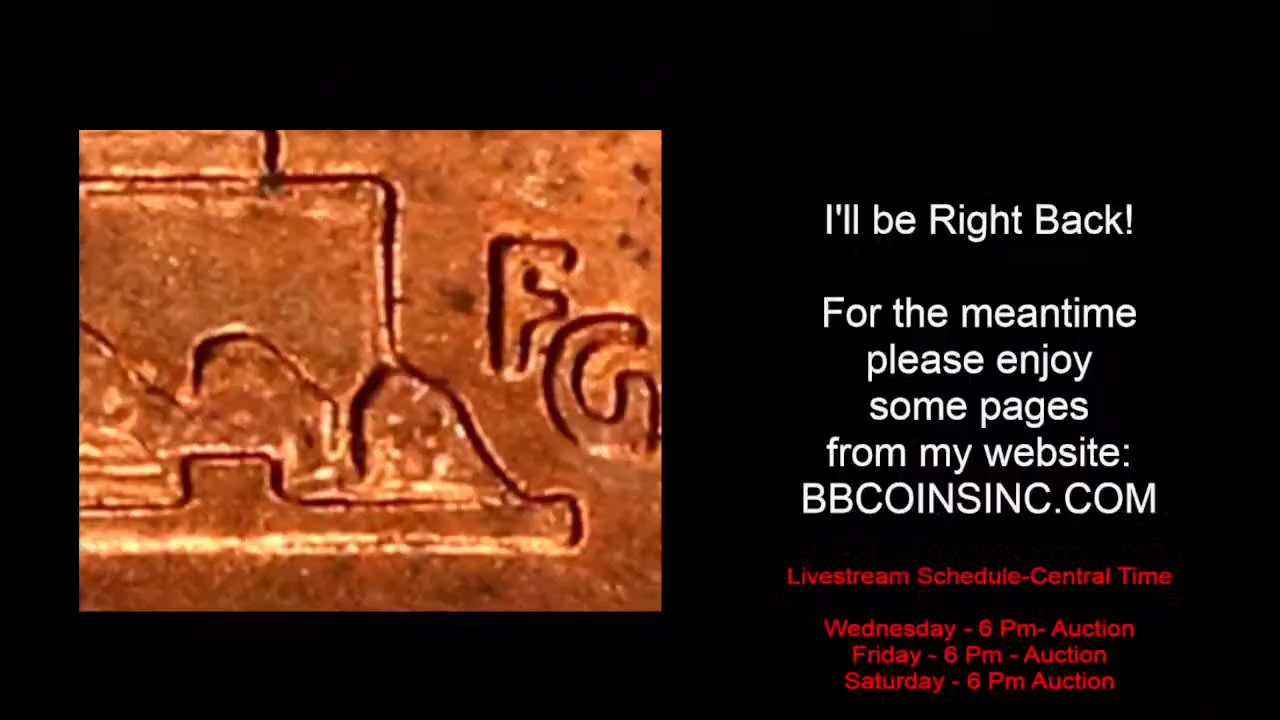 FG
I'll be Right Back!
For the meantime
please enjoy
some pages
from my website:
BBCOINSINC.COM
Livestream Schedule-Central Time
Wednesday - 6 Pm- Auction
Friday - 6 Pm - Auction
Saturday - 6 Pm Auction